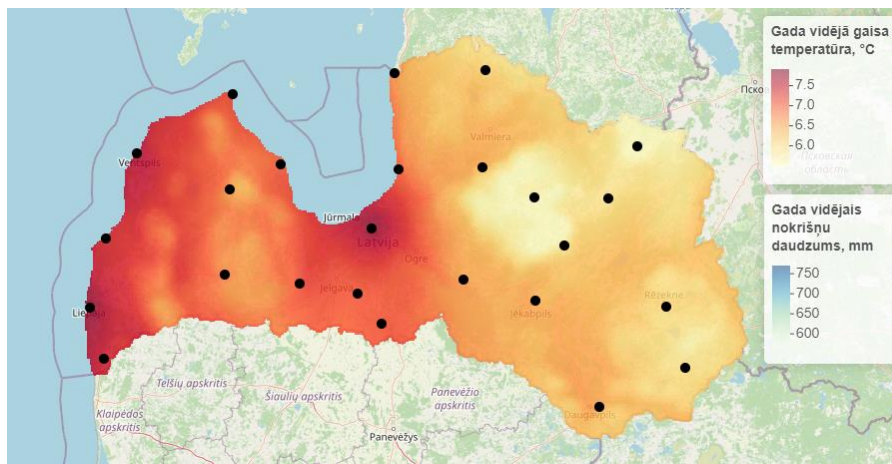 Gada vidējā gaisa
temperatūra, °C
7.5
7.0
6.5
6.0
Gada vidējais
nokrišņu
daudzums, mm
750
700
650
600
Псковская
область
Valmiera
Ventspils
Jūrmala
Latvija
Ogre
Jelgava
Liepāja
Jēkabpils
Rēzekne
Daugavpils
Telšių apskritis
Šiaulių apskritis
Panevėžio
apskritis
Klaipėdos
apskritis
Panevėžys